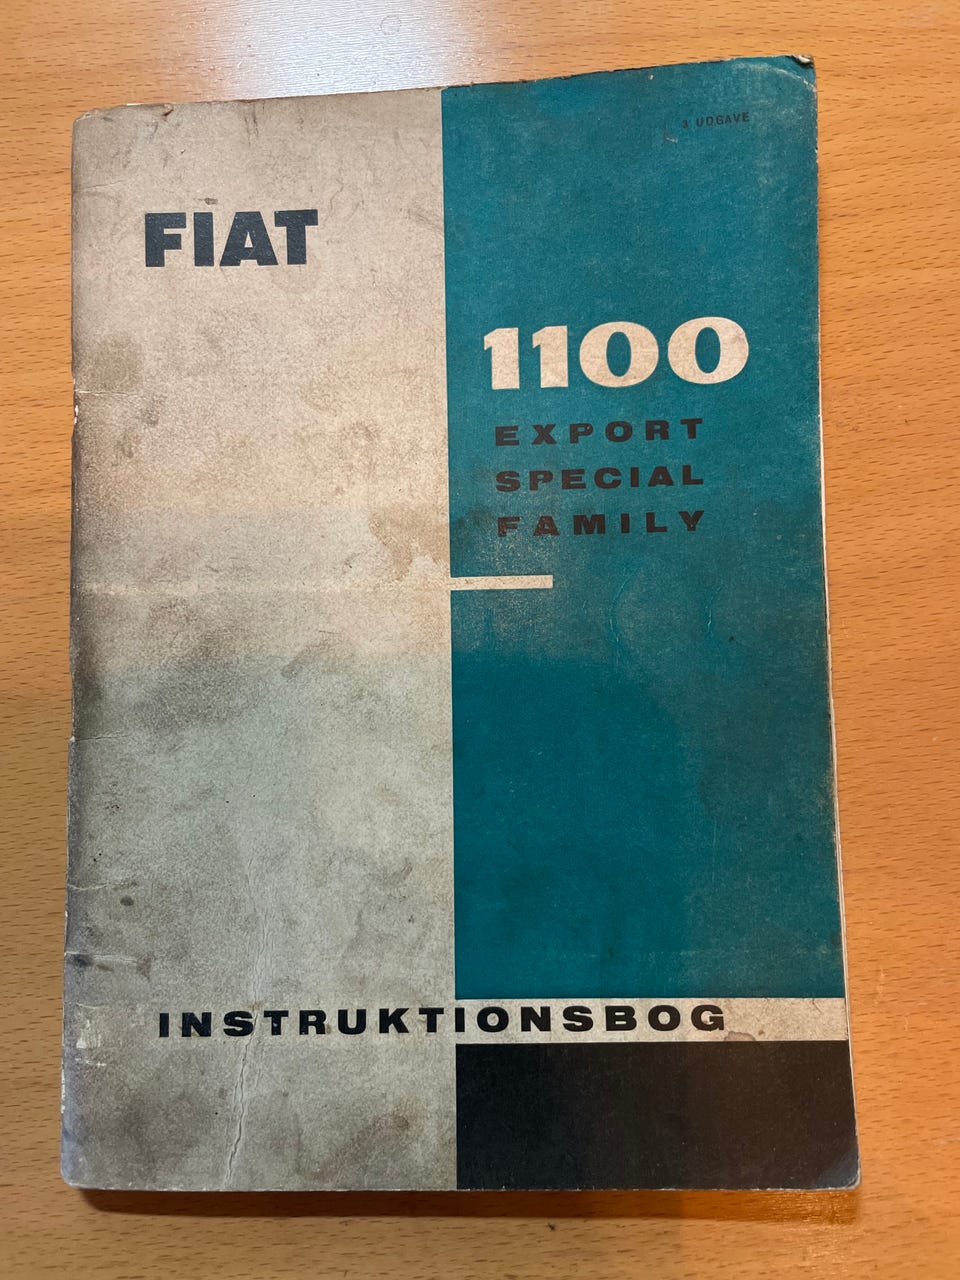 3 UDGAVE
FIAT
1100
EXPORT
SPECIAL
FAMILY
INSTRUKTIONSBOG